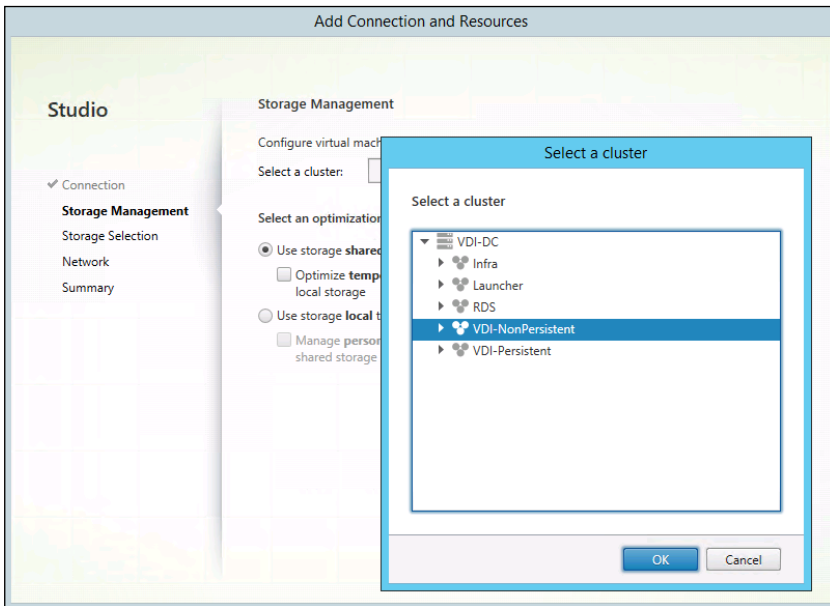 Add Connection and Resources
Studio
Connection
Storage Management
Storage Selection
Network
Summary
Storage Management
Configure virtual mach
Select a cluster:
Select an optimization
Use storage shared
Optimize tempo
local storage
Use storage local t
Manage person
shared storage
Select a cluster
Select a cluster
VDI-DC
Infra
Launcher
RDS
VDI-NonPersistent
VDI-Persistent
OK
Cancel